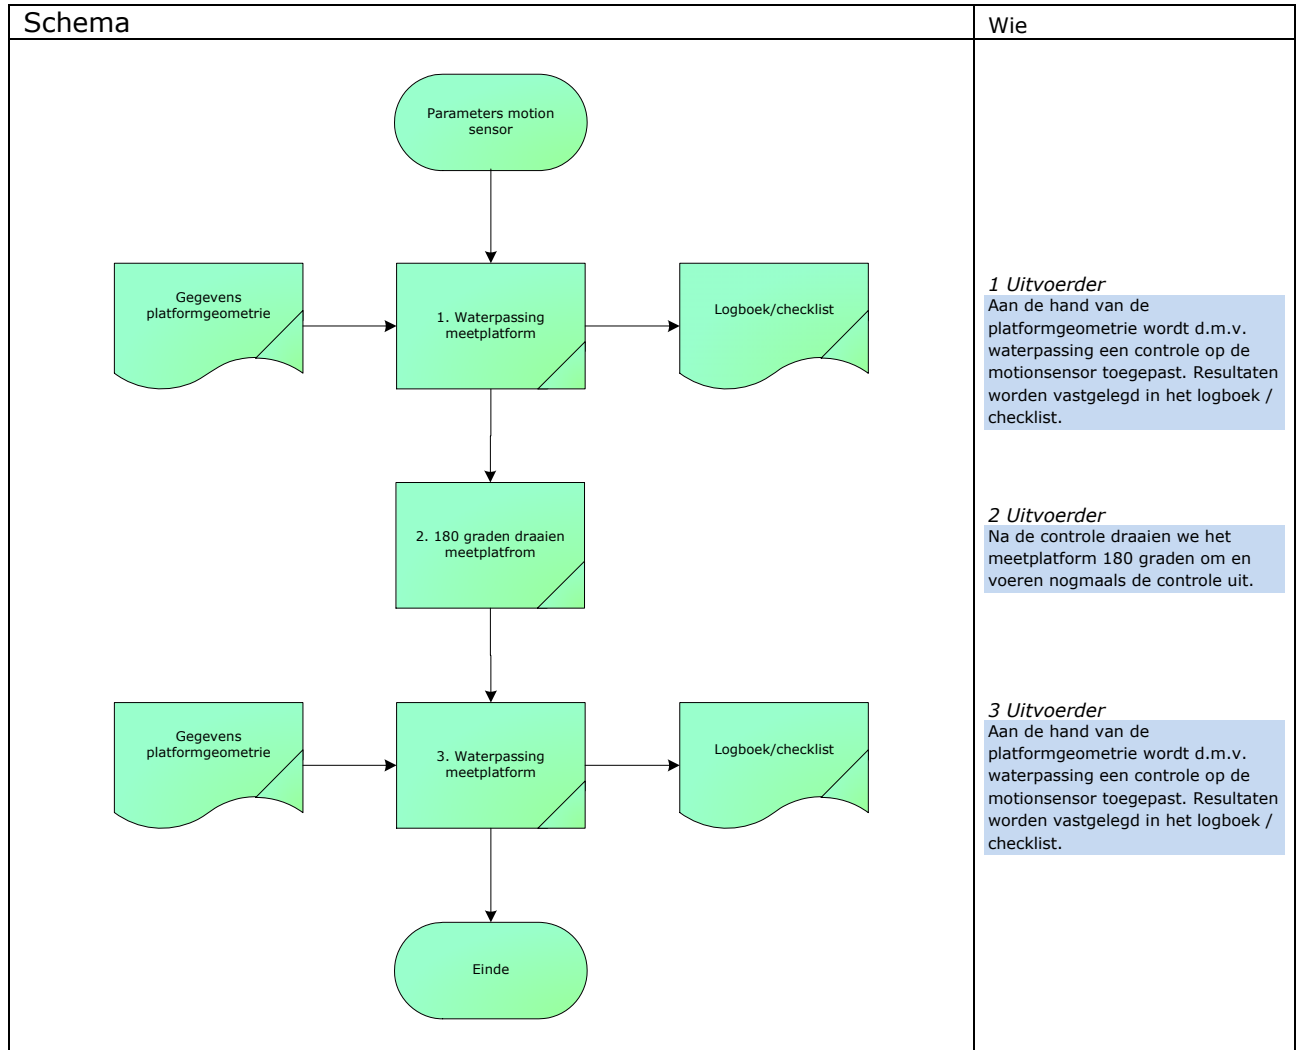 Schema
Wie
Parameters motion
sensor
Gegevens
platformgeometrie
1. Waterpassing
meetplatform
Logboek/checklist
1 Uitvoerder
Aan de hand van de
platformgeometrie wordt d.m.v.
waterpassing een controle op de
motionsensor toegepast. Resultaten
worden vastgelegd in het logboek /
checklist.
2. 180 graden draaien
meetplatfrom
2 Uitvoerder
Na de controle draaien we het
meetplatform 180 graden om en
voeren nogmaals de controle uit.
Gegevens
platformgeometrie
3. Waterpassing
meetplatform
Logboek/checklist
3 Uitvoerder
Aan de hand van de
platformgeometrie wordt d.m.v.
waterpassing een controle op de
motionsensor toegepast. Resultaten
worden vastgelegd in het logboek /
checklist.
Einde